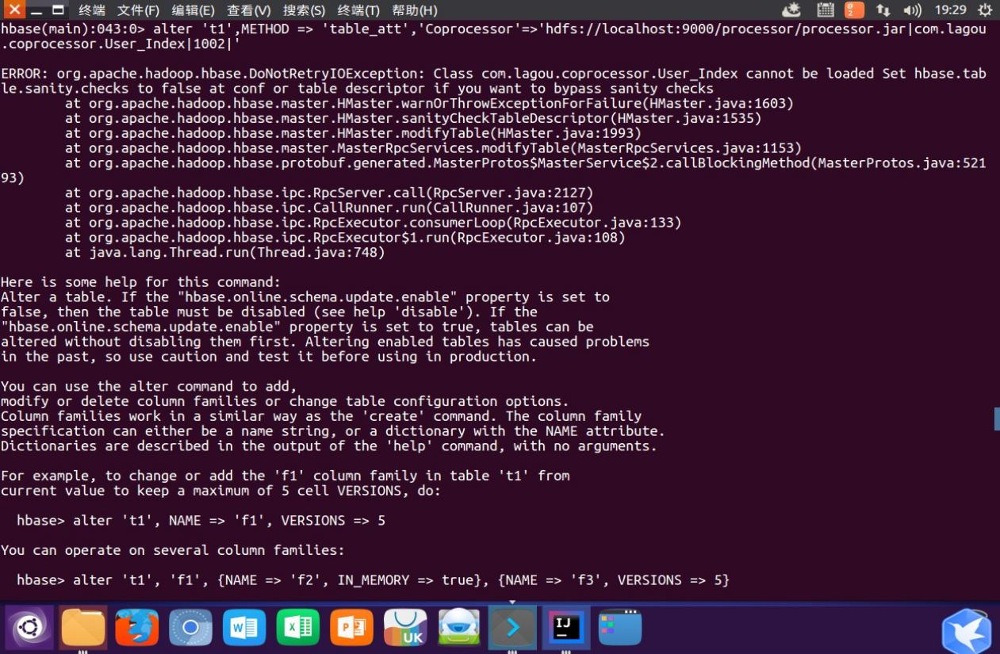 终端 文件(F) 编辑(E) 查看(V) 搜索(S) 终端(T) 帮助(H) 2 19:29
hbase(main):043:0> alter 't1',METHOD => 'table_att','Coprocessor'=>'hdfs://localhost:9000/processor/processor.jar|com.lagou
.coprocessor.User_Index|1002|'
ERROR: org.apache.hadoop.hbase.DoNotRetryIOException: Class com.lagou.coprocessor.User_Index cannot be loaded Set hbase.tab
le.sanity.checks to false at conf or table descriptor if you want to bypass sanity checks
at org.apache.hadoop.hbase.master.HMaster.warnOrThrowExceptionForFailure(HMaster.java:1603)
at org.apache.hadoop.hbase.master.HMaster.sanityCheckTableDescriptor(HMaster.java:1535)
at org.apache.hadoop.hbase.master.HMaster.modifyTable(HMaster.java:1993)
at org.apache.hadoop.hbase.master.MasterRpcServices.modifyTable(MasterRpcServices.java:1153)
at org.apache.hadoop.hbase.protobuf.generated.MasterProtos$MasterService$2.callBlockingMethod(MasterProtos.java:521
93)
at org.apache.hadoop.hbase.ipc.RpcServer.call(RpcServer.java:2127)
at org.apache.hadoop.hbase.ipc.CallRunner.run(CallRunner.java:107)
at org.apache.hadoop.hbase.ipc.RpcExecutor.consumerLoop(RpcExecutor.java:133)
at org.apache.hadoop.hbase.ipc.RpcExecutor$1.run(RpcExecutor.java:108)
at java.lang.Thread.run(Thread.java:748)
Here is some help for this command:
Alter a table. If the "hbase.online.schema.update.enable" property is set to
false, then the table must be disabled (see help 'disable'). If the
"hbase.online.schema.update.enable" property is set to true, tables can be
altered without disabling them first. Altering enabled tables has caused problems
in the past, so use caution and test it before using in production.
You can use the alter command to add,
modify or delete column families or change table configuration options.
Column families work in a similar way as the 'create' command. The column family
specification can either be a name string, or a dictionary with the NAME attribute.
Dictionaries are described in the output of the 'help' command, with no arguments.
For example, to change or add the 'f1' column family in table 't1' from
current value to keep a maximum of 5 cell VERSIONS, do:
hbase> alter 't1', NAME => 'f1', VERSIONS => 5
You can operate on several column families:
hbase> alter 't1', 'f1', {NAME => 'f2', IN_MEMORY => true}, {NAME => 'f3', VERSIONS => 5}
W X P UK IJ